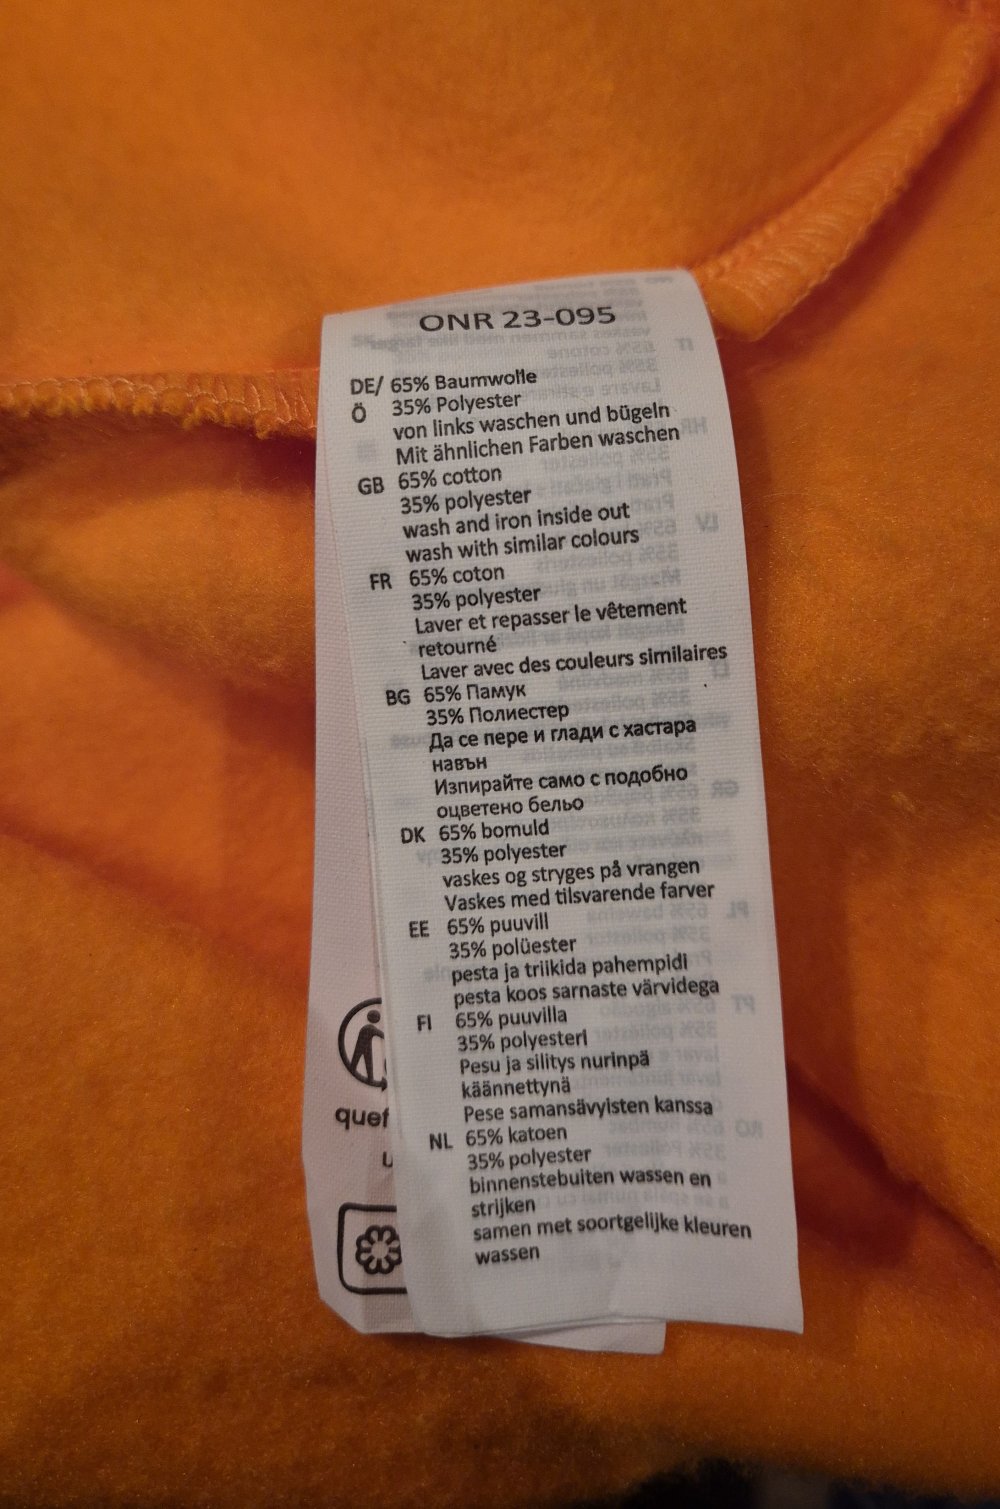 ONR 23-095
DE/ 65% Baumwolle
Ö 35% Polyester
von links waschen und bügeln
Mit ähnlichen Farben waschen
GB 65% cotton
35% polyester
wash and iron inside out
wash with similar colours
FR 65% coton
35% polyester
Laver et repasser le vêtement
retourné
Laver avec des couleurs similaires
BG 65% Памук
35% Полиестер
Да се пере и глади с хастара
навън
Изпирайте само с подобно
оцветено бельо
DK 65% bomuld
35% polyester
vaskes og stryges på vrangen
Vaskes med tilsvarende farver
EE 65% puuvill
35% polüester
pesta ja triikida pahempidi
pesta koos sarnaste värvidega
FI 65% puuvilla
35% polyesteri
Pesu ja silitys nurinpä
käännettynä
Pese samansävyisten kanssa
NL 65% katoen
35% polyester
binnenstebuiten wassen en
strijken
samen met soortgelijke kleuren
wassen
quef